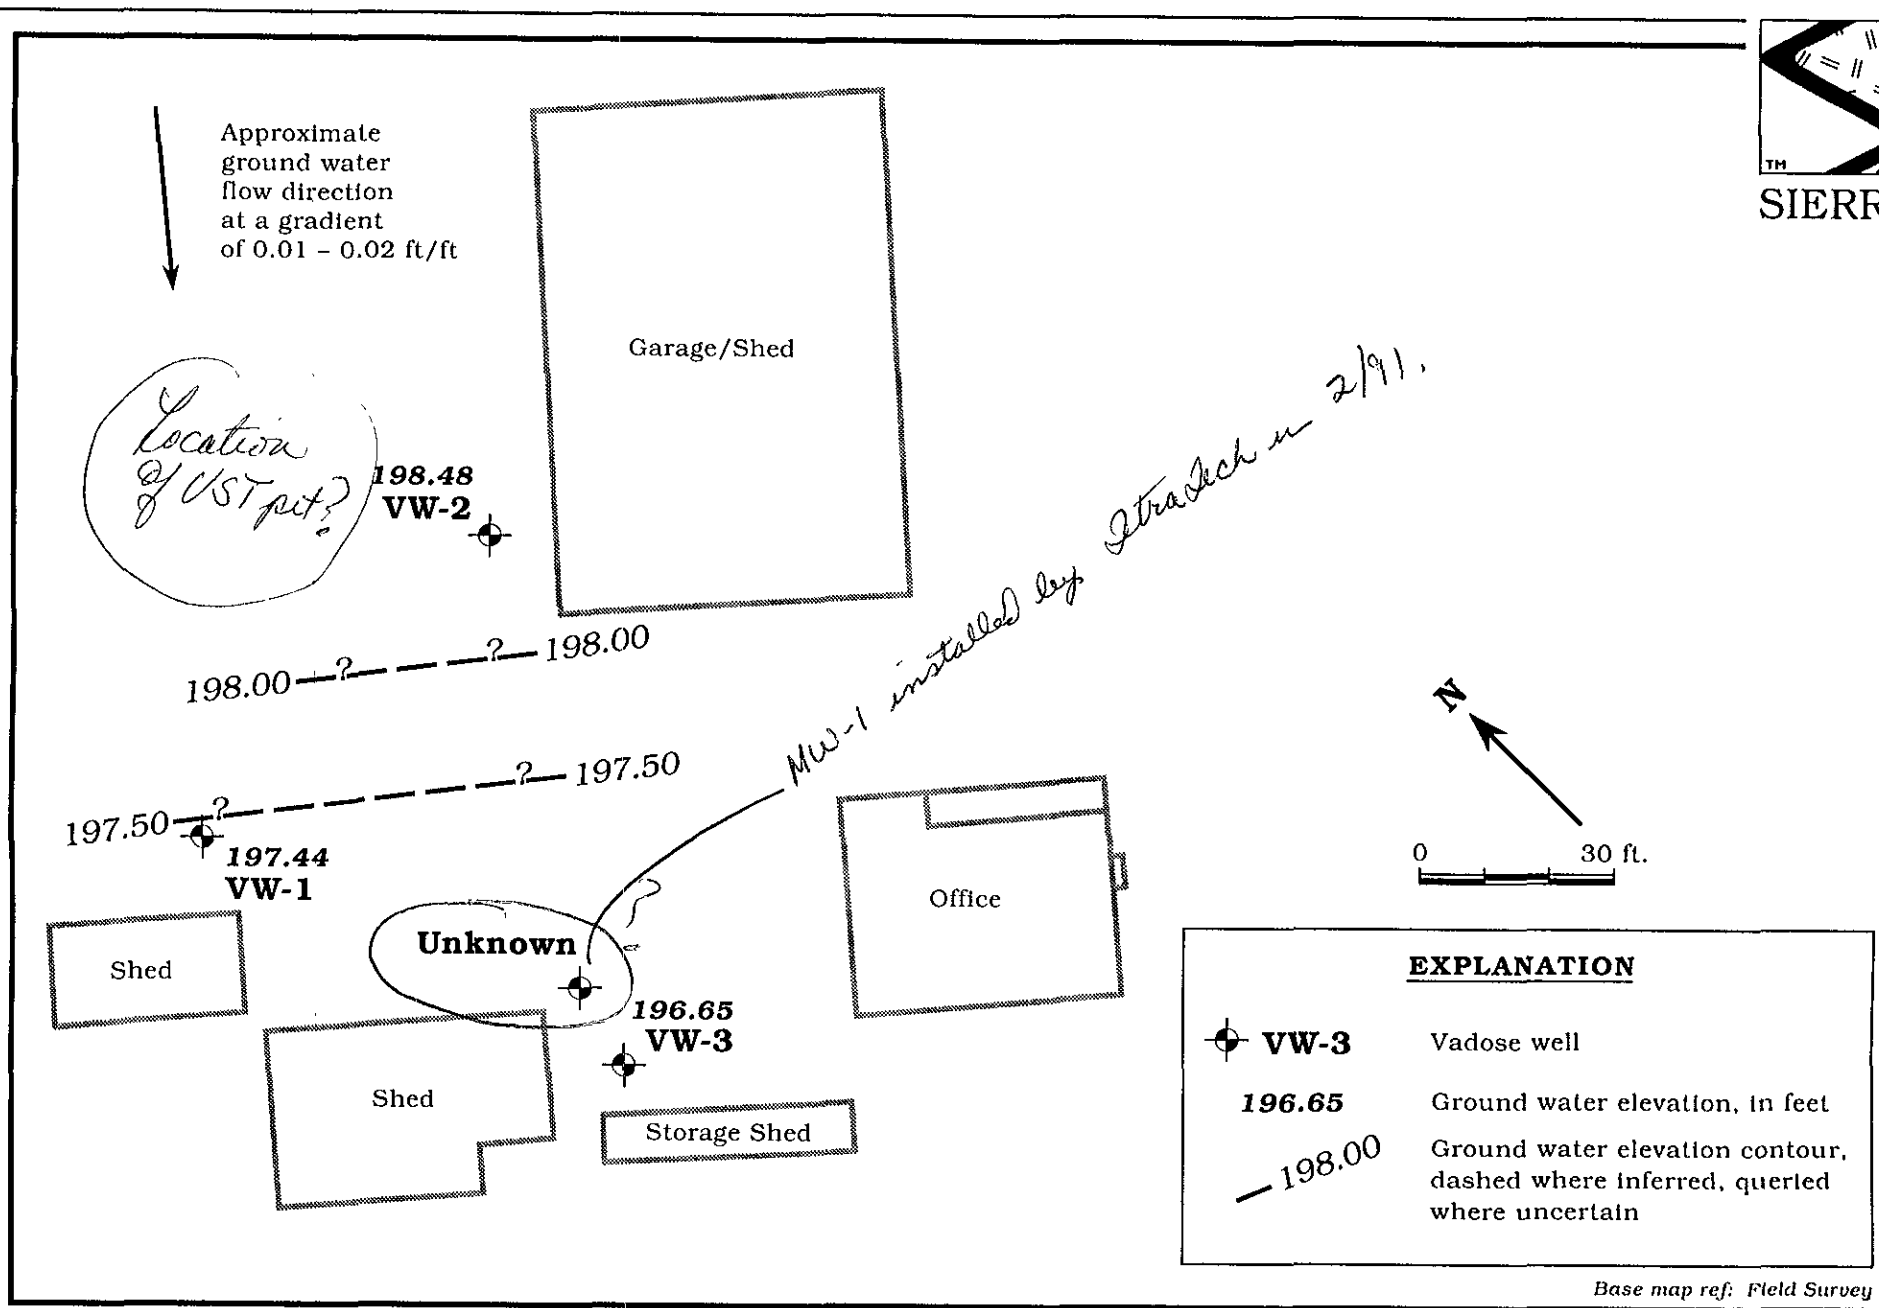 Approximate
ground water
flow direction
at a gradient
of 0.01 – 0.02 ft/ft
TM
SIERR
Garage/Shed
Location
of UST pit?
198.48
VW-2
MW-1 installed by TetraTech in 2/91.
198.00 ? ? 198.00
197.50 ? ? 197.50
197.44
VW-1
N
0 30 ft.
Shed
Unknown
?
Office
196.65
VW-3
Shed
Storage Shed
EXPLANATION
VW-3 Vadose well
196.65 Ground water elevation, in feet
198.00 Ground water elevation contour,
dashed where inferred, queried
where uncertain
Base map ref: Field Survey